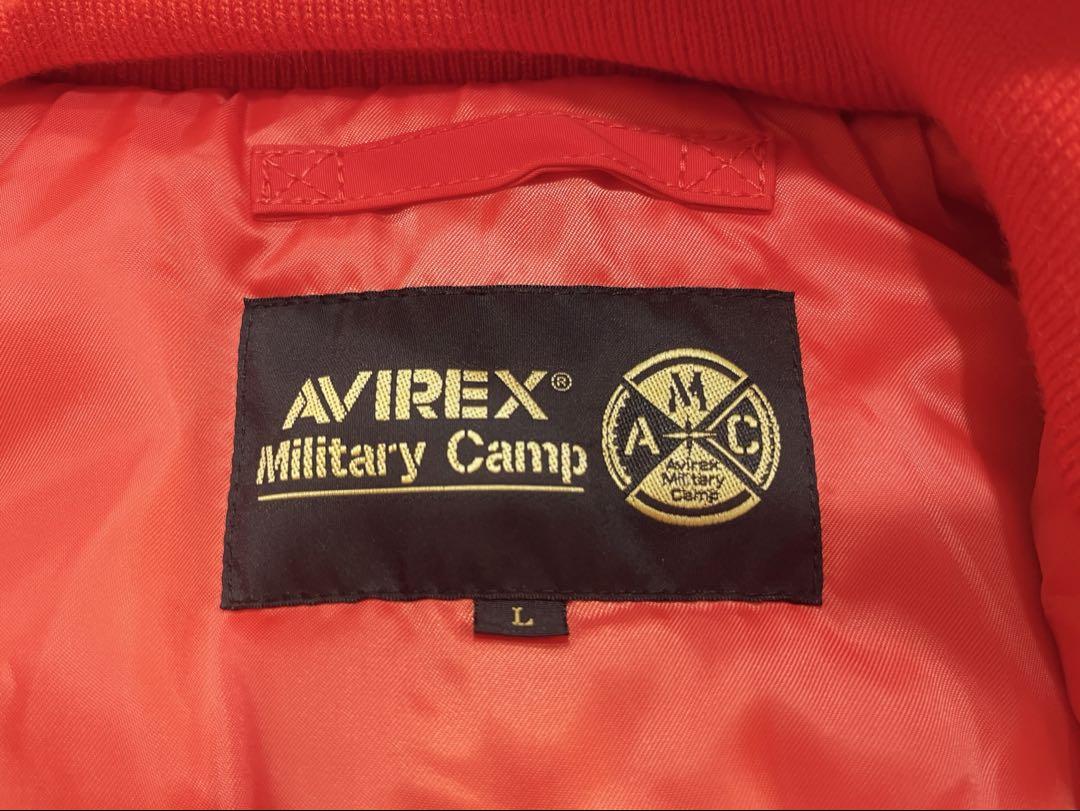 AVIREX®
Military Camp
M
A C
Avirex
Military
Camp
L